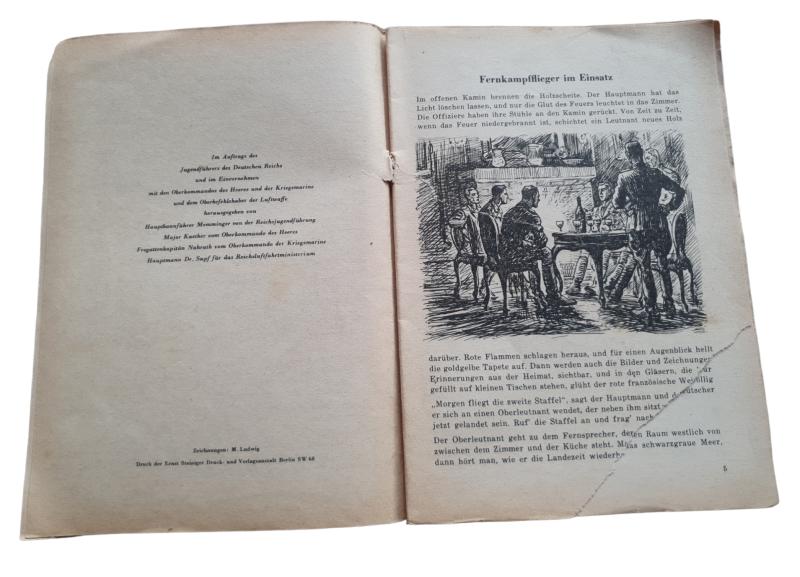 Im Auftrage des
Jugendführers des Deutschen Reichs
und im Einvernehmen
mit den Oberkommandos des Heeres und der Kriegsmarine
und dem Oberbefehlshaber der Luftwaffe
herausgegeben von
Hauptbannführer Memminger von der Reichsjugendführung
Major Kaether vom Oberkommando des Heeres
Fregattenkapitän Nahrath vom Oberkommando der Kriegsmarine
Hauptmann Dr. Supf für das Reichsluftfahrtministerium
Zeichnungen: M. Ludwig
Druck der Ernst Steiniger Druck- und Verlagsanstalt Berlin SW 68
Fernkampfflieger im Einsatz
Im offenen Kamin brennen die Holzscheite. Der Hauptmann hat das
Licht löschen lassen, und nur die Glut des Feuers leuchtet in das Zimmer.
Die Offiziere haben ihre Stühle an den Kamin gerückt. Von Zeit zu Zeit,
wenn das Feuer niedergebrannt ist, schichtet ein Leutnant neues Holz
darüber. Rote Flammen schlagen heraus, und für einen Augenblick hellt
die goldgelbe Tapete auf. Dann werden auch die Bilder und Zeichnungen
Erinnerungen aus der Heimat, sichtbar, und in den Gläsern, die
gefüllt auf kleinen Tischen stehen, glüht der rote französische
„Morgen fliegt die zweite Staffel", sagt der Hauptmann und
er sich an einen Oberleutnant wendet, der neben ihm sitzt
jetzt gelandet sein. Ruf' die Staffel an und frag' nach
Der Oberleutnant geht zu dem Fernsprecher, Raum westlich von
zwischen dem Zimmer und der Küche steht. schwarzgraue Meer,
dann hört man, wie er die Landezeit
5